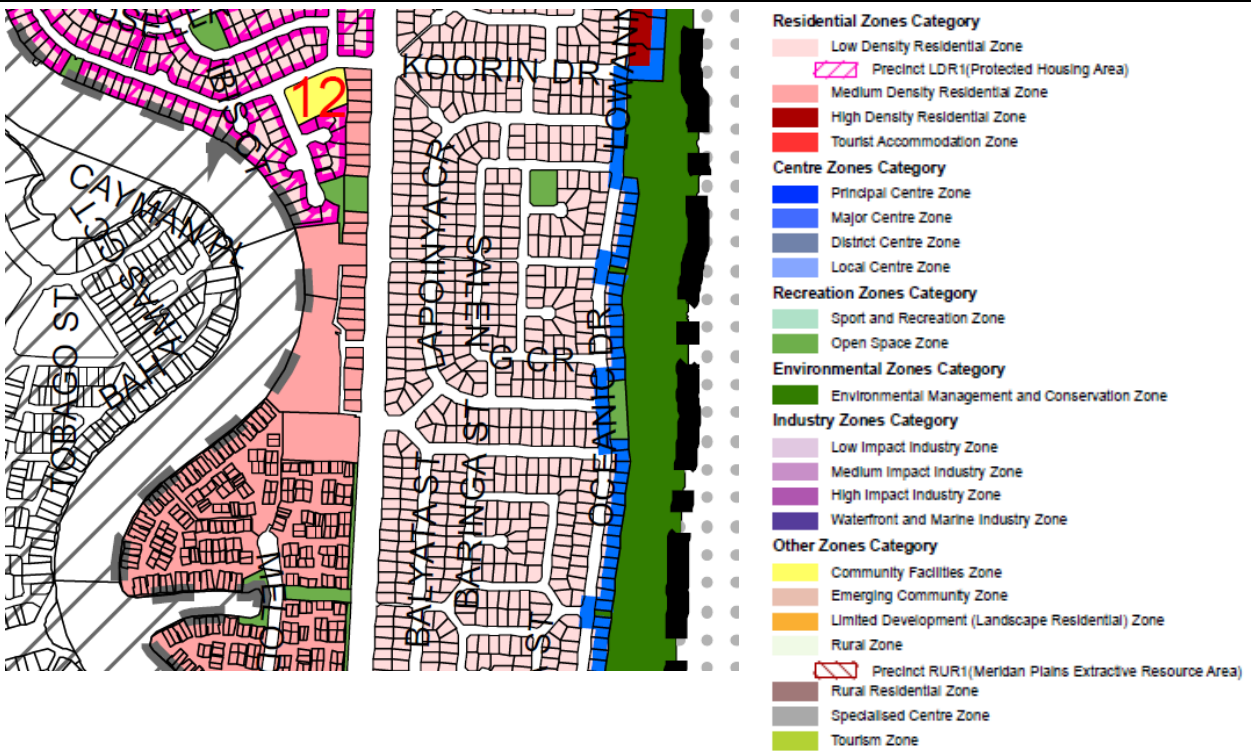 KOORIN DR
12
LAPOINYA CR
SALEN
G CR
CAYMAN PL
TOBAGO ST
OCEANIC DR
BALYATA ST
BARINGA ST
ST
Residential Zones Category
Low Density Residential Zone
Precinct LDR1(Protected Housing Area)
Medium Density Residential Zone
High Density Residential Zone
Tourist Accommodation Zone
Centre Zones Category
Principal Centre Zone
Major Centre Zone
District Centre Zone
Local Centre Zone
Recreation Zones Category
Sport and Recreation Zone
Open Space Zone
Environmental Zones Category
Environmental Management and Conservation Zone
Industry Zones Category
Low Impact Industry Zone
Medium Impact Industry Zone
High Impact Industry Zone
Waterfront and Marine Industry Zone
Other Zones Category
Community Facilities Zone
Emerging Community Zone
Limited Development (Landscape Residential) Zone
Rural Zone
Precinct RUR1(Meridan Plains Extractive Resource Area)
Rural Residential Zone
Specialised Centre Zone
Tourism Zone